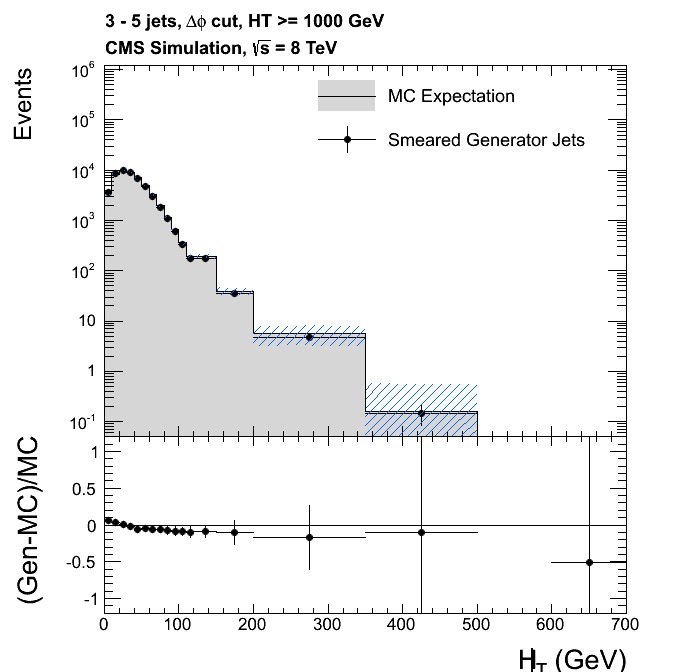 3 - 5 jets, Δϕ cut, HT >= 1000 GeV
CMS Simulation, √s = 8 TeV
Events
10⁶
10⁵
10⁴
10³
10²
10
1
10⁻¹
MC Expectation
Smeared Generator Jets
(Gen-MC)/MC
1
0.5
0
-0.5
-1
0 100 200 300 400 500 600 700
H̸_T (GeV)